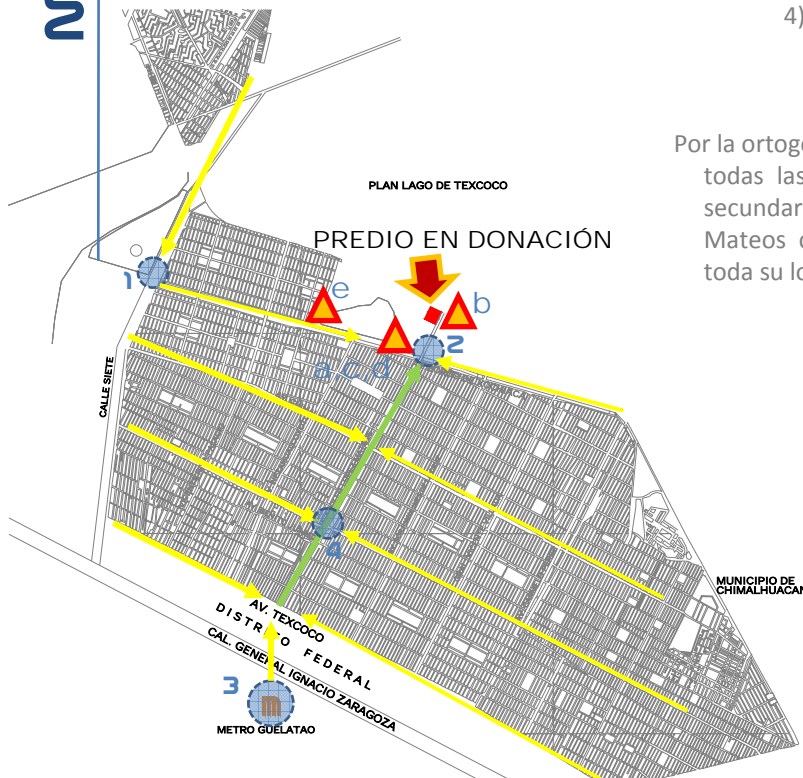 4)
Por la ortog
todas las
secundar
Mateos
toda su lo
PLAN LAGO DE TEXCOCO
PREDIO EN DONACIÓN
e
b
1
2
a,c,d
CALLE SIETE
4
MUNICIPIO DE
CHIMALHUACAN
AV. TEXCOCO
DISTRITO FEDERAL
CAL. GENERAL IGNACIO ZARAGOZA
3
m
METRO GUELATAO